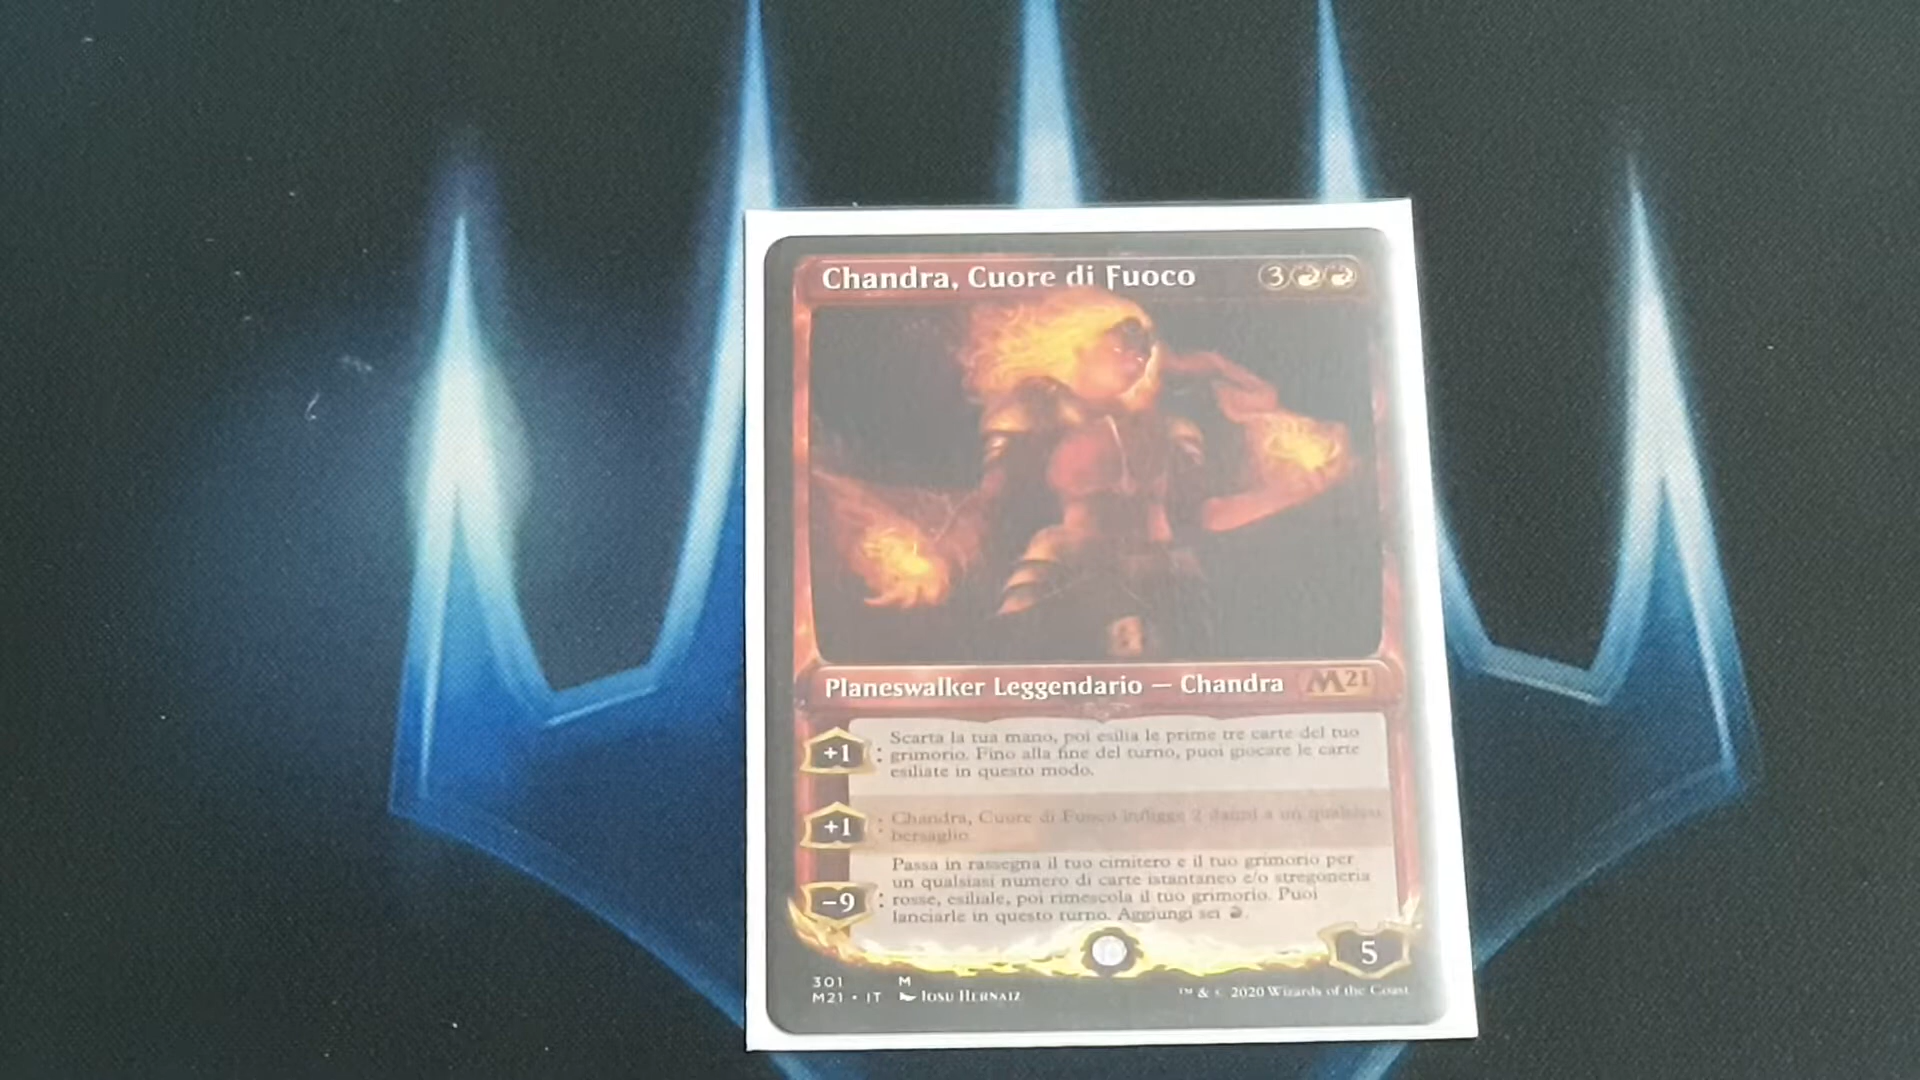 Chandra, Cuore di Fuoco 3
Planeswalker Leggendario — Chandra M21
+1 : Scarta la tua mano, poi esilia le prime tre carte del tuo
grimorio. Fino alla fine del turno, puoi giocare le carte
esiliate in questo modo.
+1 : Chandra, Cuore di Fuoco infligge 2 danni a un qualsiasi
bersaglio.
Passa in rassegna il tuo cimitero e il tuo grimorio per
un qualsiasi numero di carte istantaneo e/o stregoneria
-9 : rosse, esiliale, poi rimescola il tuo grimorio. Puoi
lanciarle in questo turno. Aggiungi sei .
5
301 M
M21 • IT Iosu Hernaiz
™ & © 2020 Wizards of the Coast